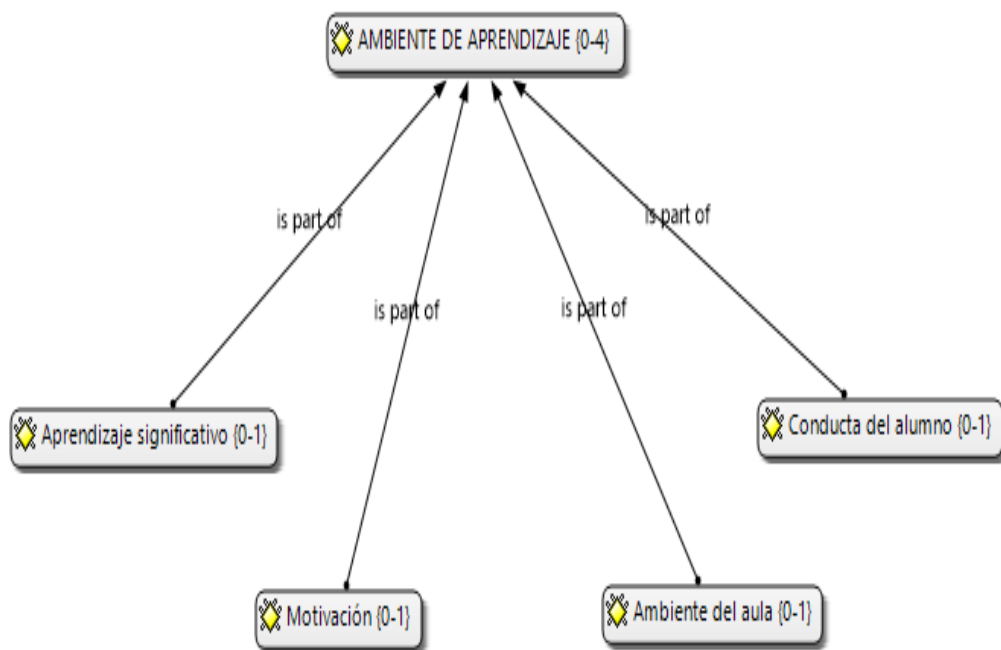 AMBIENTE DE APRENDIZAJE {0-4}
is part of
is part of
is part of
is part of
Aprendizaje significativo {0-1}
Conducta del alumno {0-1}
Motivación {0-1}
Ambiente del aula {0-1}